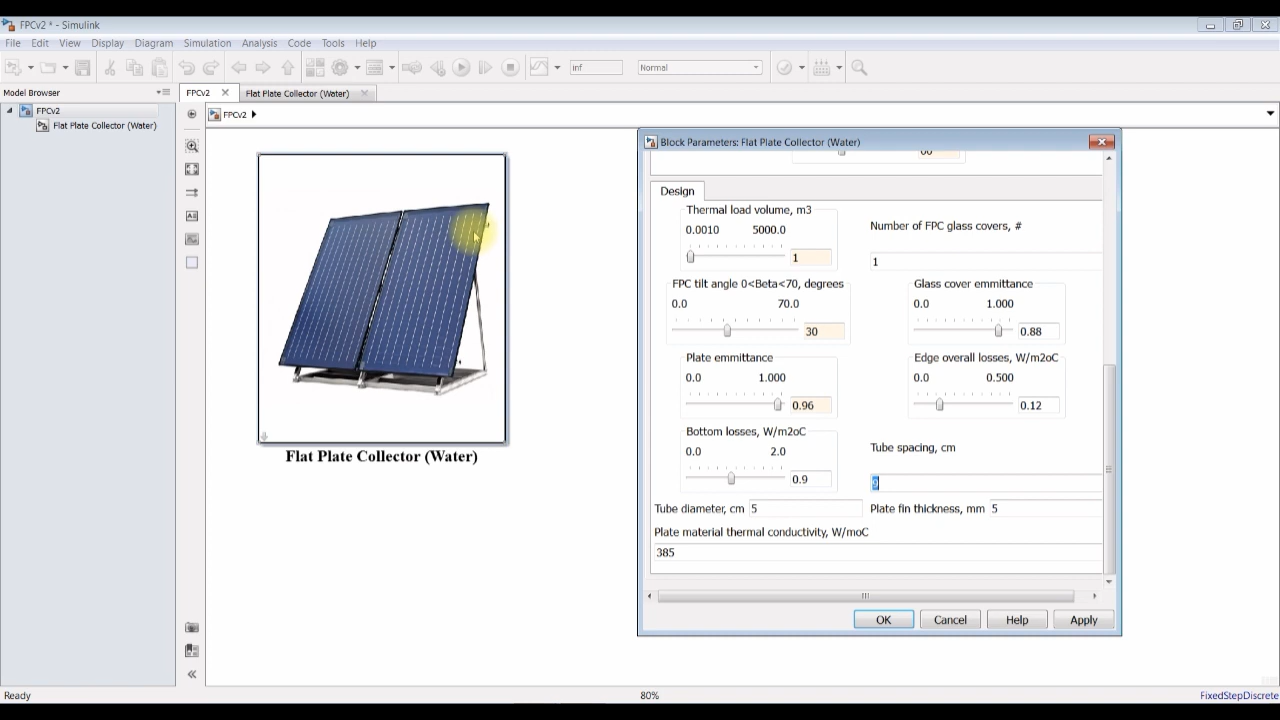 FPCv2 * - Simulink
File Edit View Display Diagram Simulation Analysis Code Tools Help
inf Normal
Model Browser
FPCv2
Flat Plate Collector (Water)
FPCv2
Flat Plate Collector (Water)
FPCv2
Flat Plate Collector (Water)
Block Parameters: Flat Plate Collector (Water)
Design
Thermal load volume, m3
0.0010 5000.0
1
Number of FPC glass covers, #
1
FPC tilt angle 0<Beta<70, degrees
0.0 70.0
30
Glass cover emmittance
0.0 1.000
0.88
Plate emmittance
0.0 1.000
0.96
Edge overall losses, W/m2oC
0.0 0.500
0.12
Bottom losses, W/m2oC
0.0 2.0
0.9
Tube spacing, cm
Tube diameter, cm 5
Plate fin thickness, mm 5
Plate material thermal conductivity, W/moC
385
OK Cancel Help Apply
Ready 80% FixedStepDiscrete